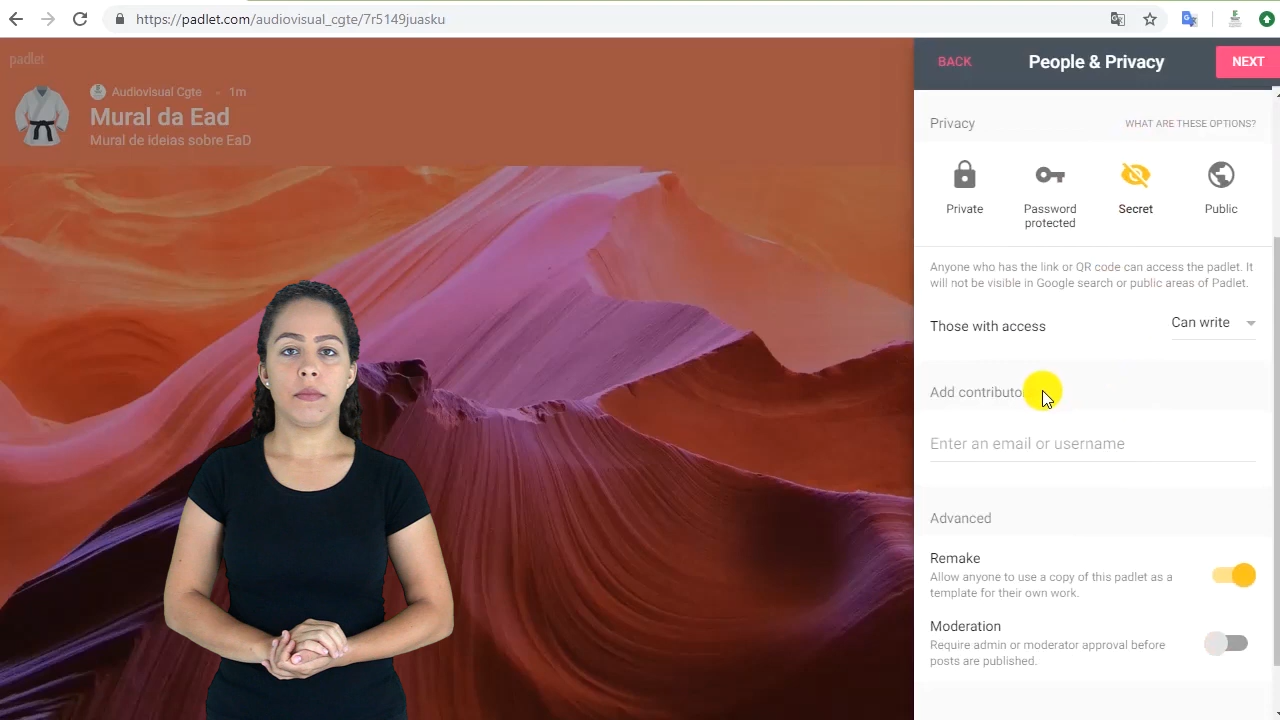 https://padlet.com/audiovisual_cgte/7r5149juasku
padlet
Audiovisual Cgte - 1m
Mural da Ead
Mural de ideias sobre EaD
BACK
People & Privacy
NEXT
Privacy
WHAT ARE THESE OPTIONS?
Private
Password
protected
Secret
Public
Anyone who has the link or QR code can access the padlet. It
will not be visible in Google search or public areas of Padlet.
Those with access
Can write
Add contributo
Enter an email or username
Advanced
Remake
Allow anyone to use a copy of this padlet as a
template for their own work.
Moderation
Require admin or moderator approval before
posts are published.